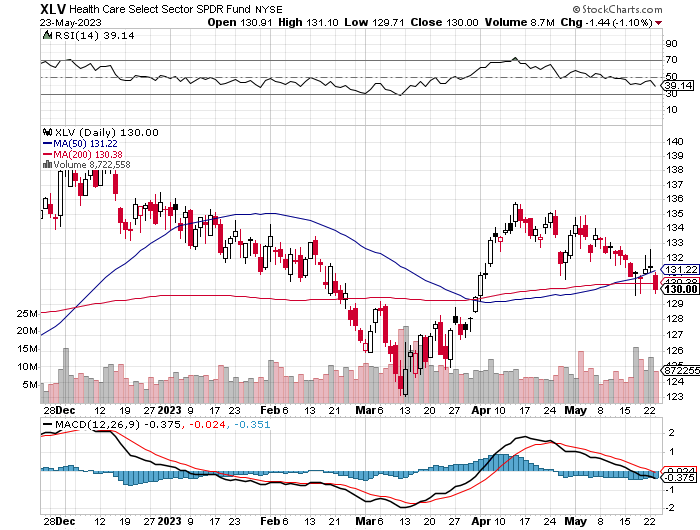 XLV Health Care Select Sector SPDR Fund NYSE © StockCharts.com
23-May-2023 Open 130.91 High 131.10 Low 129.71 Close 130.00 Volume 8.7M Chg -1.44 (-1.10%)
RSI(14) 39.14
90
70
50
39.14
30
10
XLV (Daily) 130.00
MA(50) 131.22
MA(200) 130.38
Volume 8,722,558
140
139
138
137
136
135
134
133
132
131.22
130.38
130.00
129
128
127
126
125
124
123
25M
20M
15M
10M
5M
8722558
28 Dec 12 19 27 2023 9 17 23 Feb 6 13 21 Mar 6 13 20 27 Apr 10 17 24 May 8 15 22
MACD(12,26,9) -0.375, -0.024, -0.351
2
1
-0.024
-0.375
-1
-2
28 Dec 12 19 27 2023 9 17 23 Feb 6 13 21 Mar 6 13 20 27 Apr 10 17 24 May 8 15 22